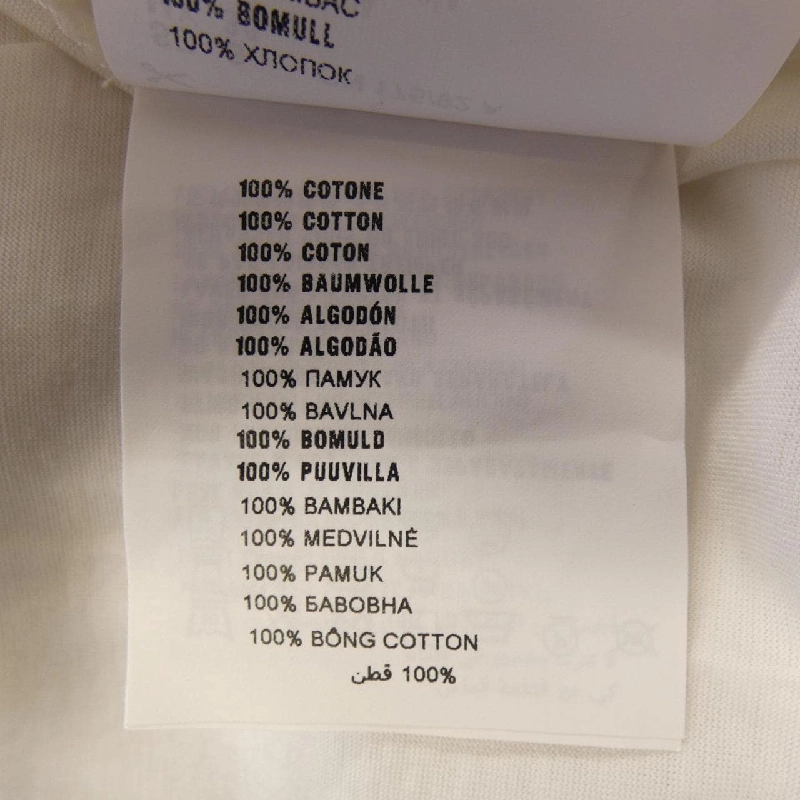 100% BOMULL
100% ХЛОПОК
100% COTONE
100% COTTON
100% COTON
100% BAUMWOLLE
100% ALGODÓN
100% ALGODÃO
100% ПАМУК
100% BAVLNA
100% BOMULD
100% PUUVILLA
100% BAMBAKI
100% MEDVILNĖ
100% PAMUK
100% БАВОВНА
100% BÔNG COTTON
100% قطن